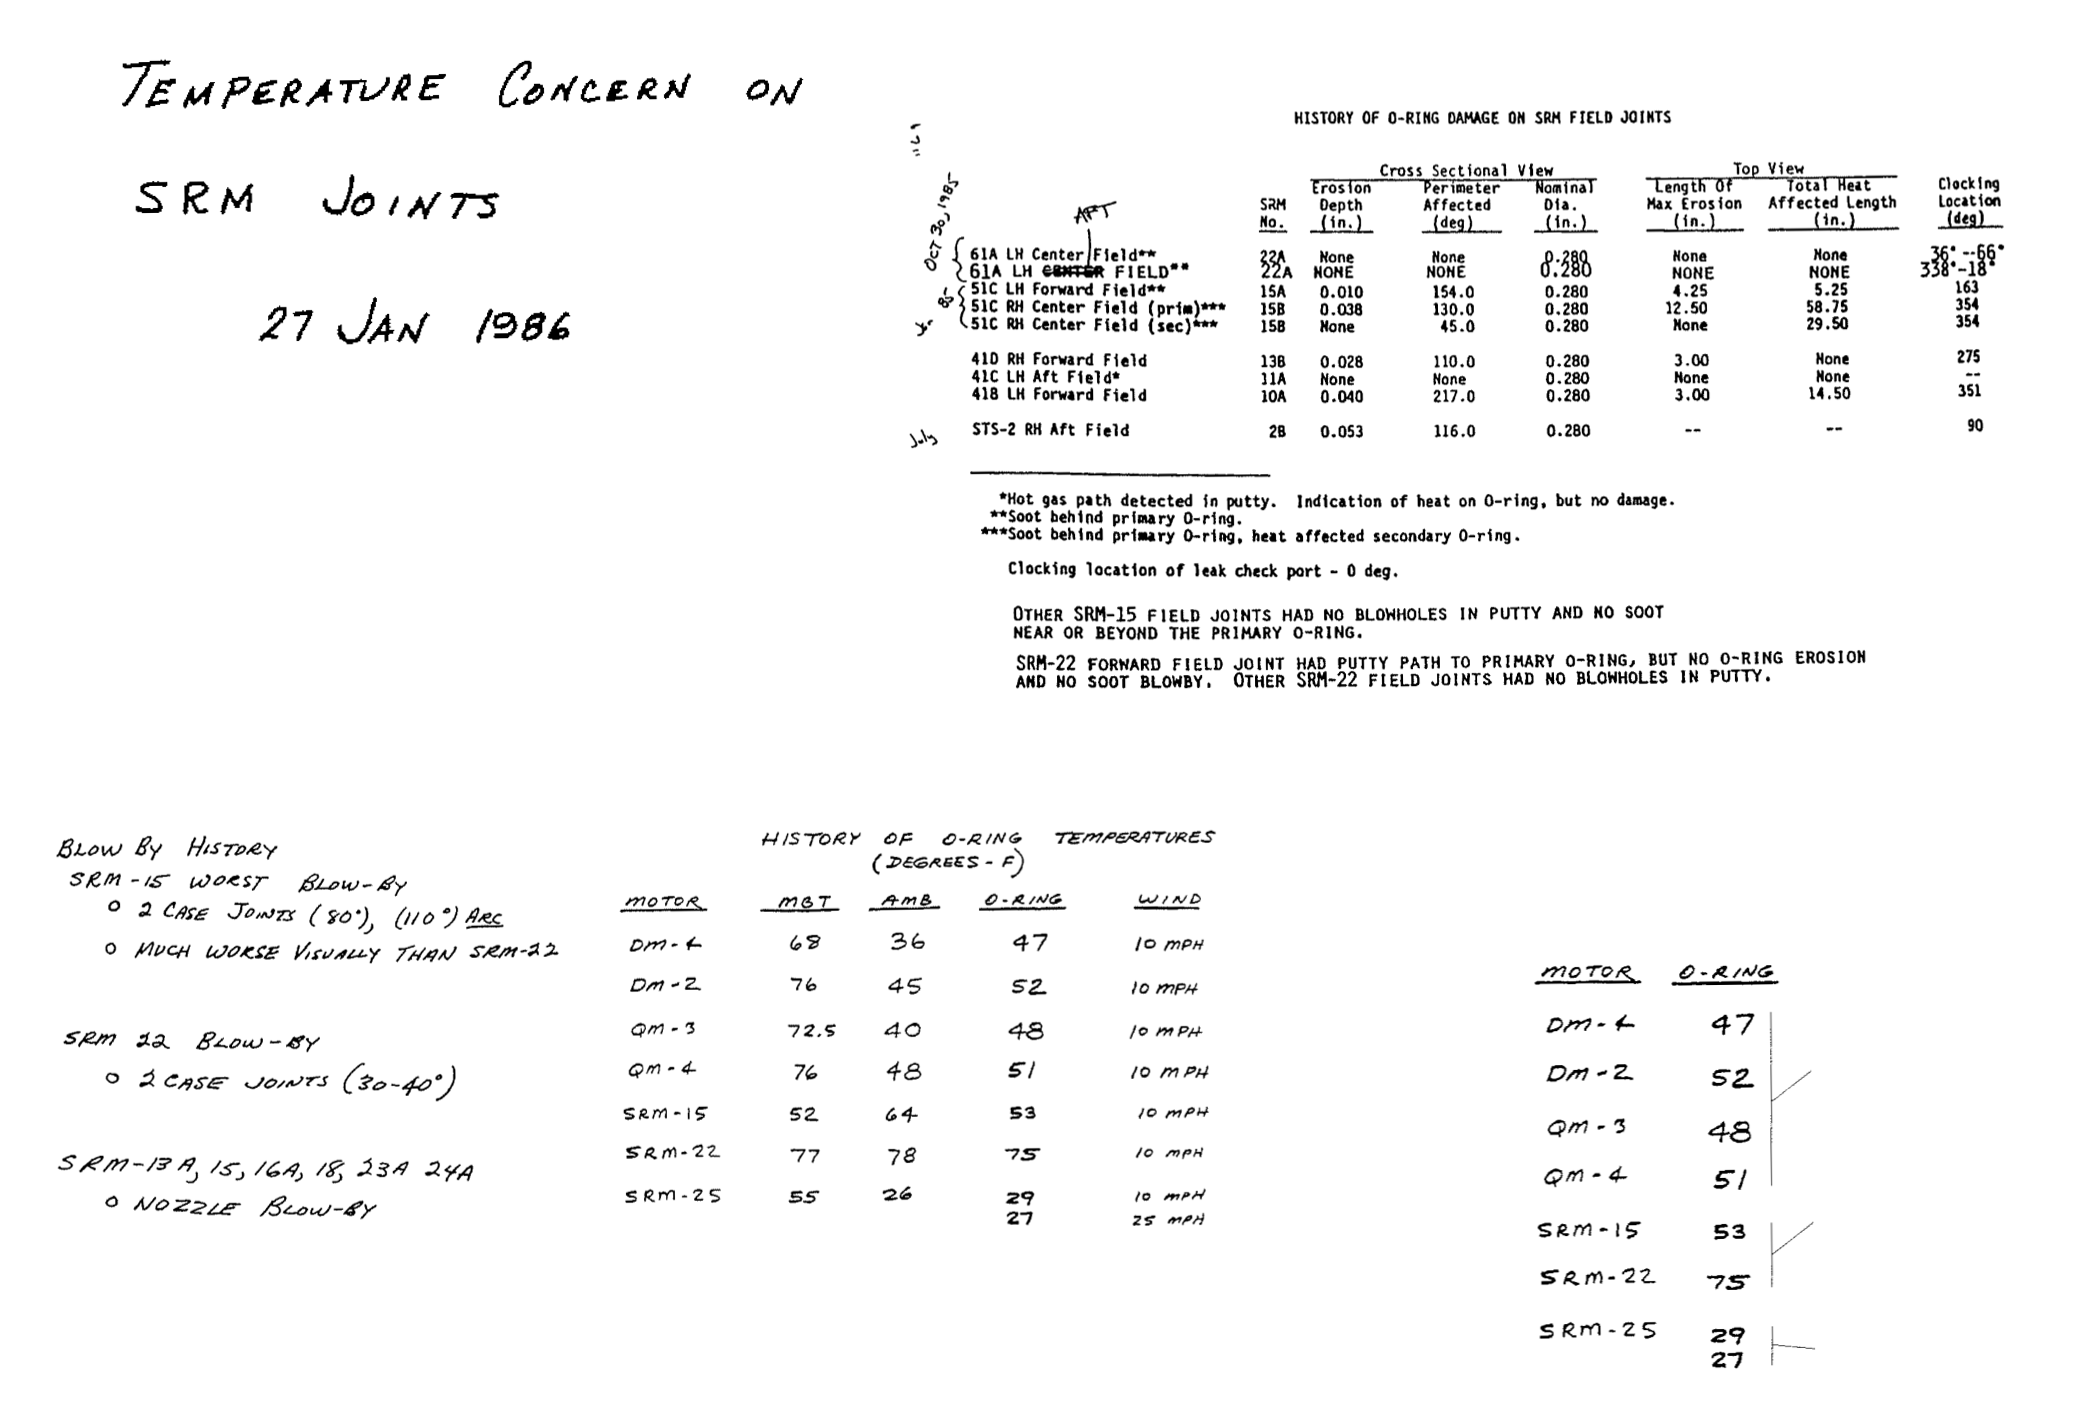 TEMPERATURE CONCERN ON
SRM JOINTS
27 JAN 1986
HISTORY OF O-RING DAMAGE ON SRM FIELD JOINTS
Cross Sectional View Top View
SRM No. Erosion Depth (in.) Perimeter Affected (deg) Nominal Dia. (in.) Length Of Max Erosion (in.) Total Heat Affected Length (in.) Clocking Location (deg)
OCT 30, 1985
AFT
61A LH Center Field** 22A None None 0.280 None None 36°--66°
61A LH CENTER FIELD** 22A NONE NONE 0.280 NONE NONE 338°-18°
85
51C LH Forward Field** 15A 0.010 154.0 0.280 4.25 5.25 163
51C RH Center Field (prim)*** 15B 0.038 130.0 0.280 12.50 58.75 354
51C RH Center Field (sec)*** 15B None 45.0 0.280 None 29.50 354
41D RH Forward Field 13B 0.028 110.0 0.280 3.00 None 275
41C LH Aft Field* 11A None None 0.280 None None --
41B LH Forward Field 10A 0.040 217.0 0.280 3.00 14.50 351
July
STS-2 RH Aft Field 2B 0.053 116.0 0.280 -- -- 90
*Hot gas path detected in putty. Indication of heat on O-ring, but no damage.
**Soot behind primary O-ring.
***Soot behind primary O-ring, heat affected secondary O-ring.
Clocking location of leak check port - 0 deg.
OTHER SRM-15 FIELD JOINTS HAD NO BLOWHOLES IN PUTTY AND NO SOOT
NEAR OR BEYOND THE PRIMARY O-RING.
SRM-22 FORWARD FIELD JOINT HAD PUTTY PATH TO PRIMARY O-RING, BUT NO O-RING EROSION
AND NO SOOT BLOWBY. OTHER SRM-22 FIELD JOINTS HAD NO BLOWHOLES IN PUTTY.
BLOW BY HISTORY
SRM-15 WORST BLOW-BY
o 2 CASE JOINTS (80°), (110°) ARC
o MUCH WORSE VISUALLY THAN SRM-22
SRM 22 BLOW-BY
o 2 CASE JOINTS (30-40°)
SRM-13A, 15, 16A, 18, 23A 24A
o NOZZLE BLOW-BY
HISTORY OF O-RING TEMPERATURES
(DEGREES - F)
MOTOR MBT AMB O-RING WIND
DM-4 68 36 47 10 MPH
DM-2 76 45 52 10 MPH
QM-3 72.5 40 48 10 MPH
QM-4 76 48 51 10 MPH
SRM-15 52 64 53 10 MPH
SRM-22 77 78 75 10 MPH
SRM-25 55 26 29 10 MPH
27 25 MPH
MOTOR O-RING
DM-4 47
DM-2 52
QM-3 48
QM-4 51
SRM-15 53
SRM-22 75
SRM-25 29
27